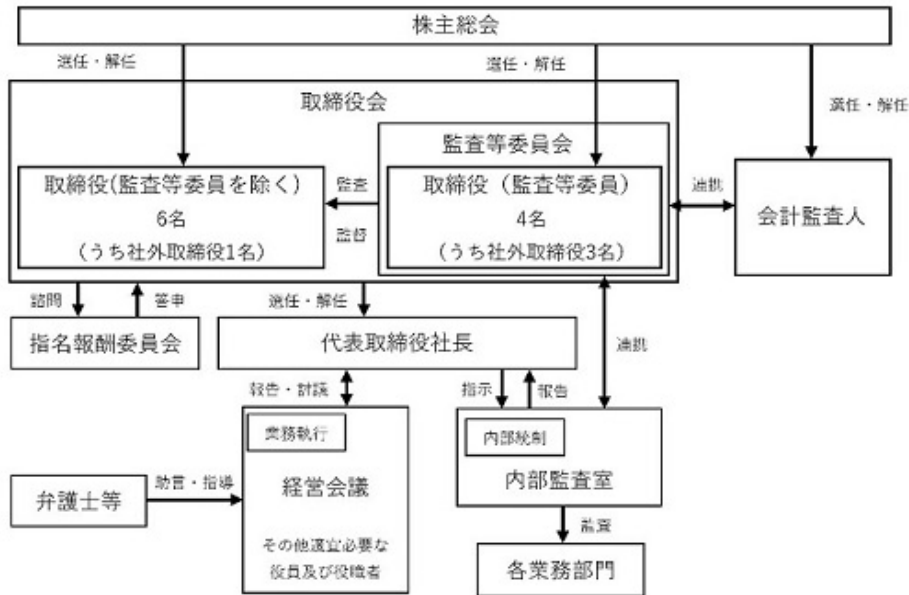 株主総会
選任・解任
選任・解任
選任・解任
取締役会
監査等委員会
取締役(監査等委員を除く)
6名
(うち社外取締役1名)
監査
監督
取締役（監査等委員）
4名
(うち社外取締役3名)
連携
会計監査人
諮問
答申
選任・解任
指名報酬委員会
代表取締役社長
連携
報告・討議
指示
報告
業務執行
経営会議
その他適宜必要な
役員及び役職者
内部統制
内部監査室
弁護士等
助言・指導
監査
各業務部門